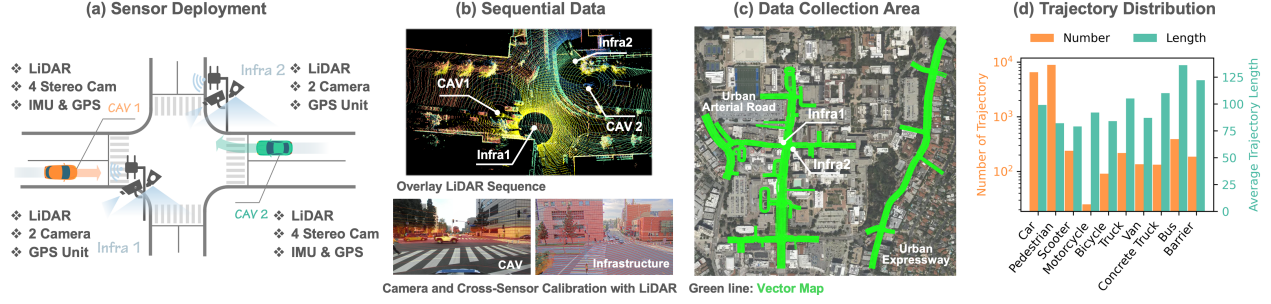 (a) Sensor Deployment
❖ LiDAR
❖ 4 Stereo Cam
❖ IMU & GPS
CAV 1
Infra 2
❖ LiDAR
❖ 2 Camera
❖ GPS Unit
❖ LiDAR
❖ 2 Camera
❖ GPS Unit
Infra 1
CAV 2
❖ LiDAR
❖ 4 Stereo Cam
❖ IMU & GPS
(b) Sequential Data
Infra2
CAV1
CAV 2
Infra1
Overlay LiDAR Sequence
CAV
Infrastructure
Camera and Cross-Sensor Calibration with LiDAR
(c) Data Collection Area
Urban
Arterial Road
Infra1
Infra2
Urban
Expressway
Green line: Vector Map
(d) Trajectory Distribution
Number
Length
Number of Trajectory
10⁴
10³
10²
125
100
75
50
25
0
Average Trajectory Length
Car
Pedestrian
Scooter
Motorcycle
Bicycle
Truck
Van
Concrete Truck
Bus
Barrier